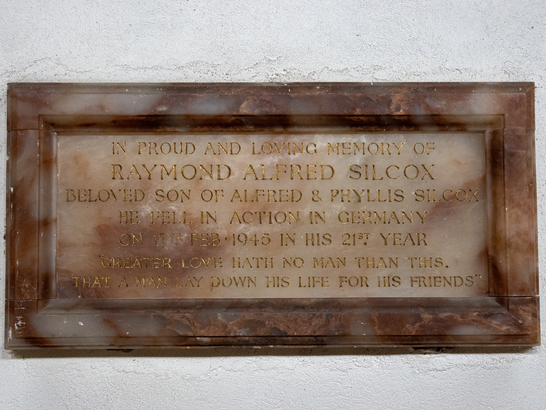 IN PROUD AND LOVING MEMORY OF
RAYMOND ALFRED SILCOX
BELOVED SON OF ALFRED & PHYLLIS SILCOX
HE FELL IN ACTION IN GERMANY
ON FEB. 1945 IN HIS 21ST YEAR
"GREATER LOVE HATH NO MAN THAN THIS,
THAT A MAN LAY DOWN HIS LIFE FOR HIS FRIENDS"